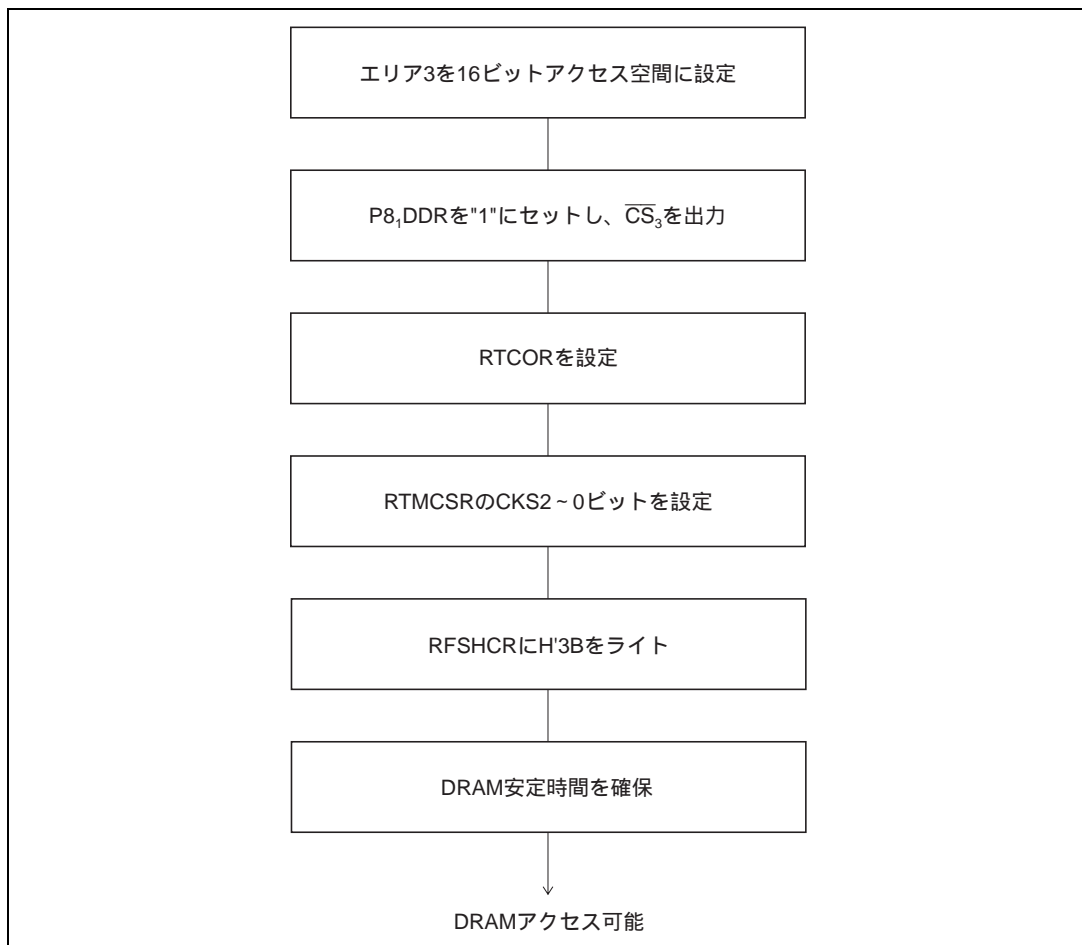 エリア3を16ビットアクセス空間に設定
P8₁DDRを"1"にセットし、C̅S̅₃を出力
RTCORを設定
RTMCSRのCKS2~0ビットを設定
RFSHCRにH'3Bをライト
DRAM安定時間を確保
DRAMアクセス可能